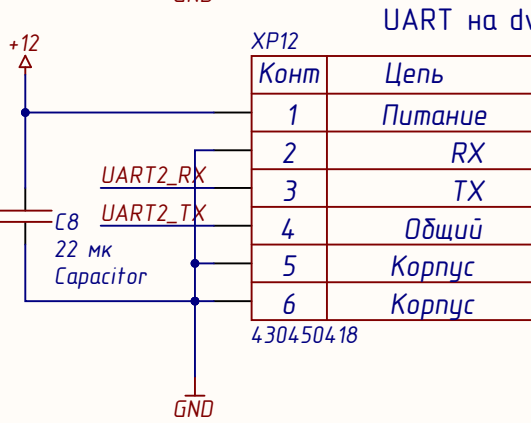 GND
UART на dv
+12
XP12
Конт Цепь
1 Питание
2 RX
UART2_RX
3 TX
UART2_TX
4 Общий
C8
22 мк
Capacitor
5 Корпус
6 Корпус
430450418
GND